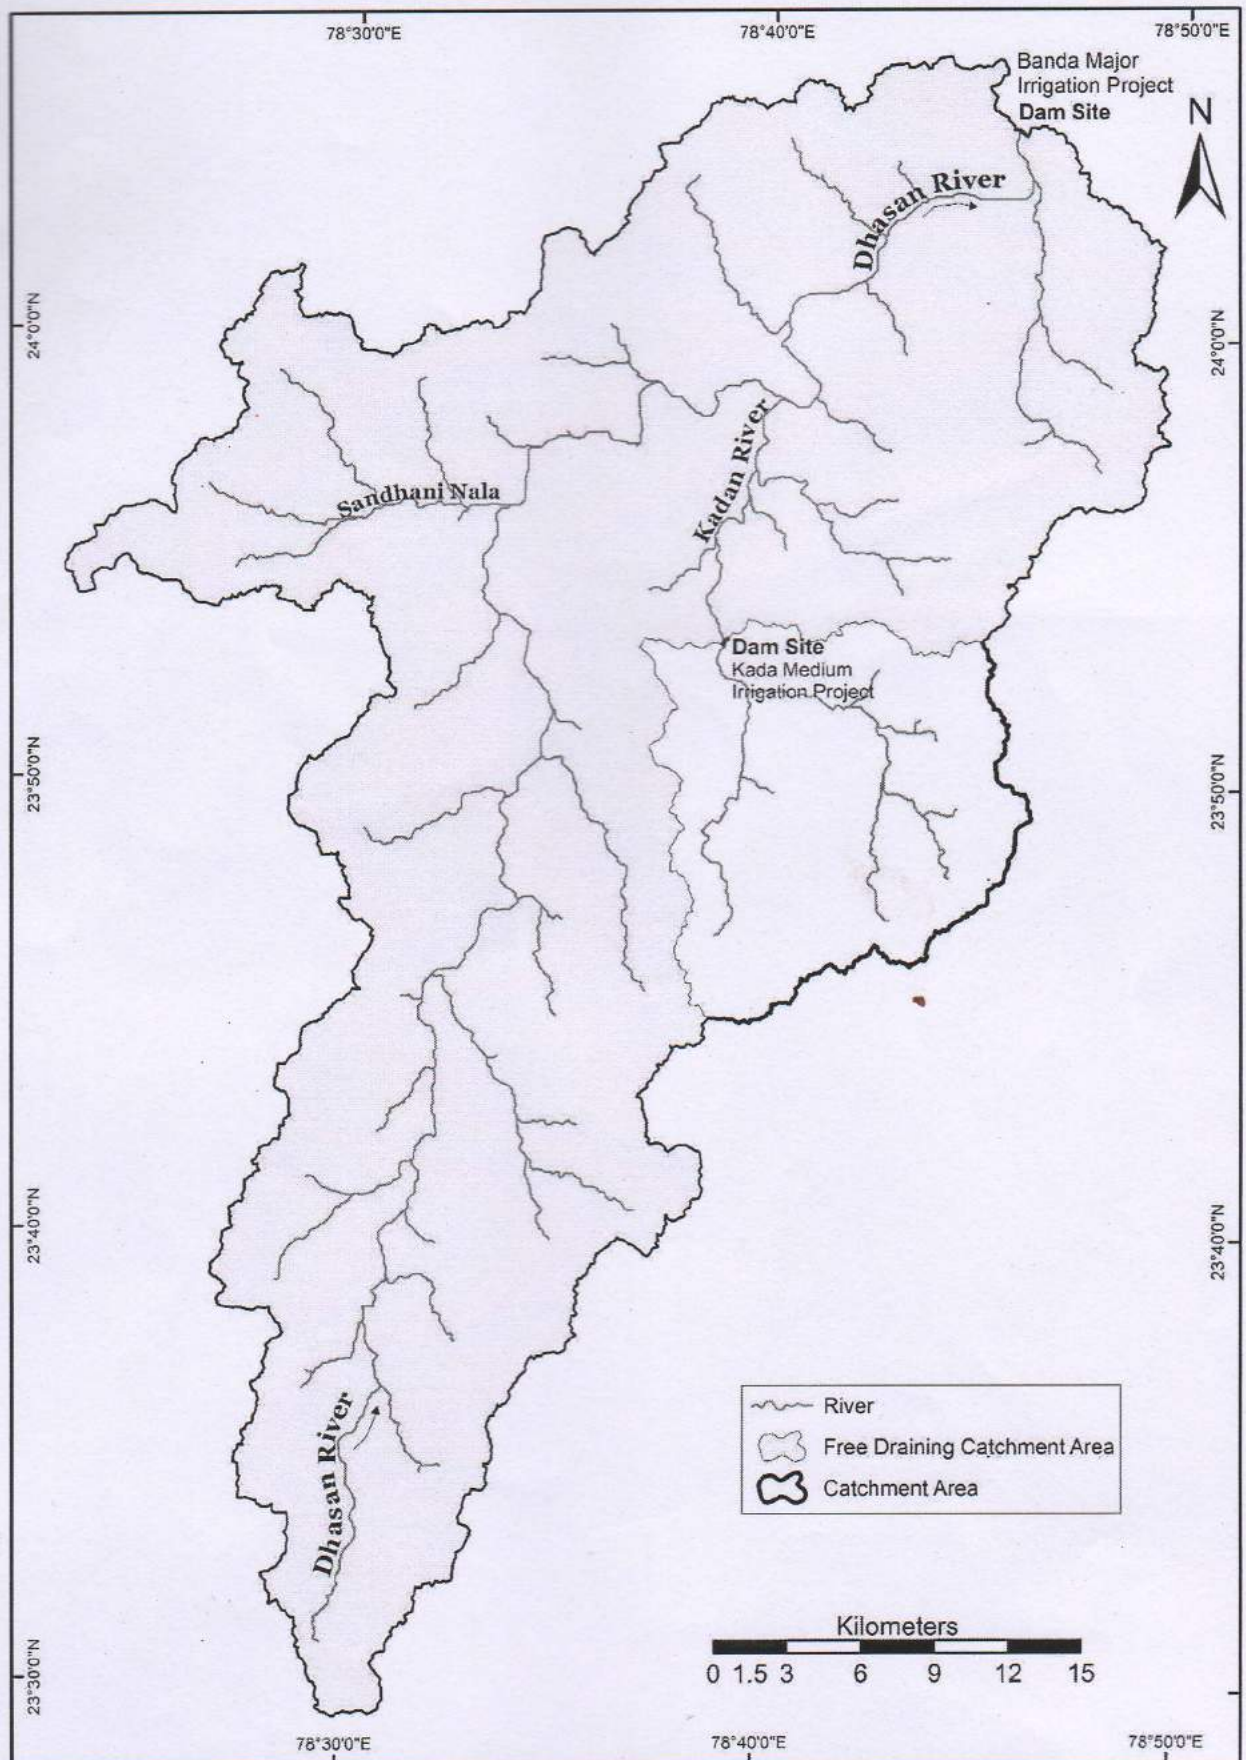 78°30'0"E
78°40'0"E
78°50'0"E
Banda Major
Irrigation Project
Dam Site
N
Dhasan River
24°0'0"N
24°0'0"N
Kadan River
Sandhani Nala
Dam Site
Kada Medium
Irrigation Project
23°50'0"N
23°50'0"N
23°40'0"N
23°40'0"N
Dhasan River
River
Free Draining Catchment Area
Catchment Area
Kilometers
0 1.5 3 6 9 12 15
23°30'0"N
78°30'0"E
78°40'0"E
78°50'0"E